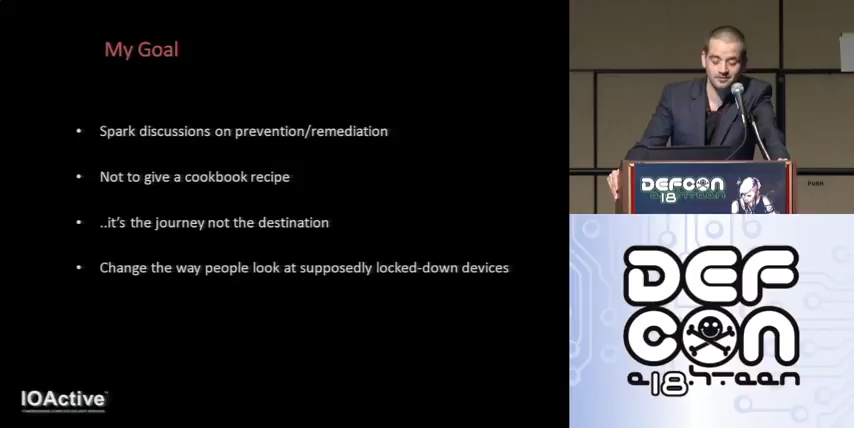 My Goal
• Spark discussions on prevention/remediation
• Not to give a cookbook recipe
• ..it's the journey not the destination
• Change the way people look at supposedly locked-down devices
IOActive
PUSH
DEFCON
18
DEF
CON
18